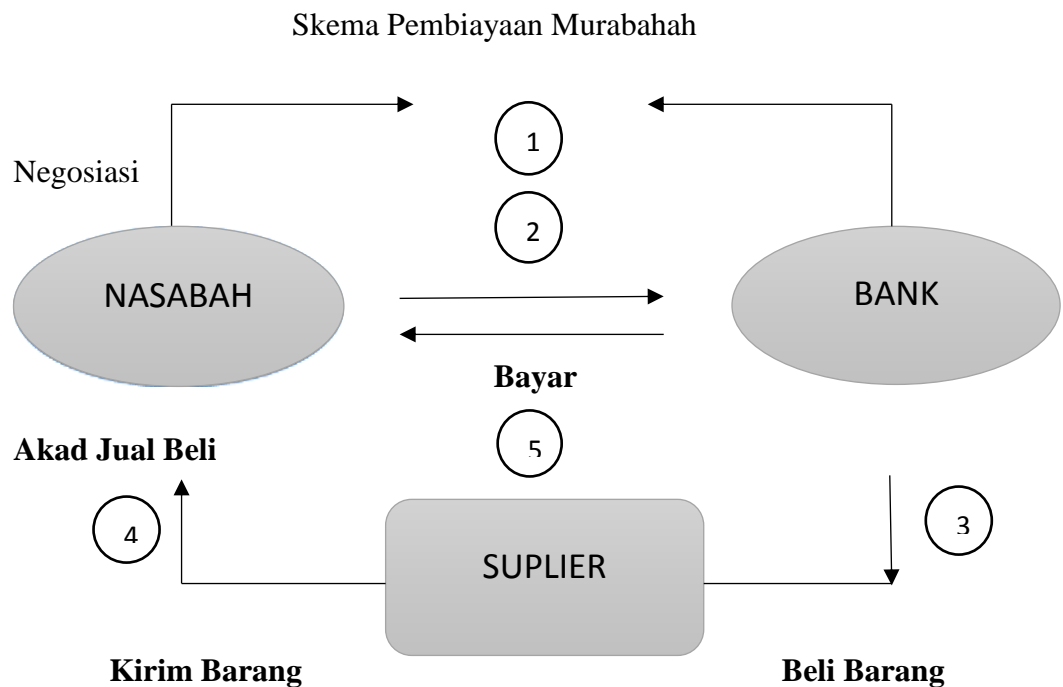 Skema Pembiayaan Murabahah
1
Negosiasi
2
NASABAH
BANK
Bayar
5
Akad Jual Beli
4
3
SUPLIER
Kirim Barang
Beli Barang